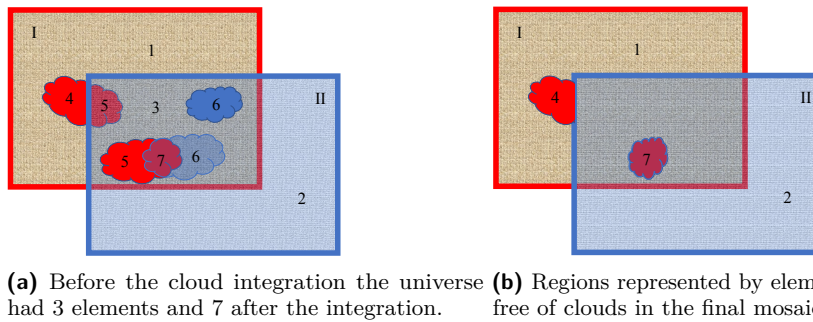 I
1
II
4
5
3
6
5
7
6
2
I
1
II
4
7
2
(a) Before the cloud integration the universe
had 3 elements and 7 after the integration.
(b) Regions represented by
free of clouds in the final